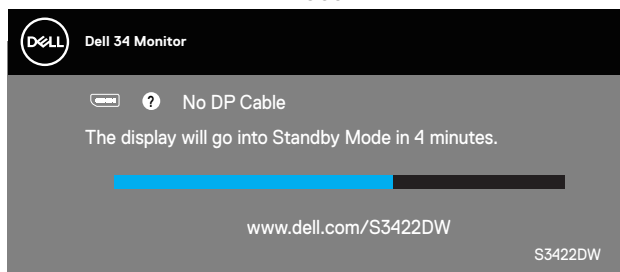 DELL
Dell 34 Monitor
? No DP Cable
The display will go into Standby Mode in 4 minutes.
www.dell.com/S3422DW
S3422DW